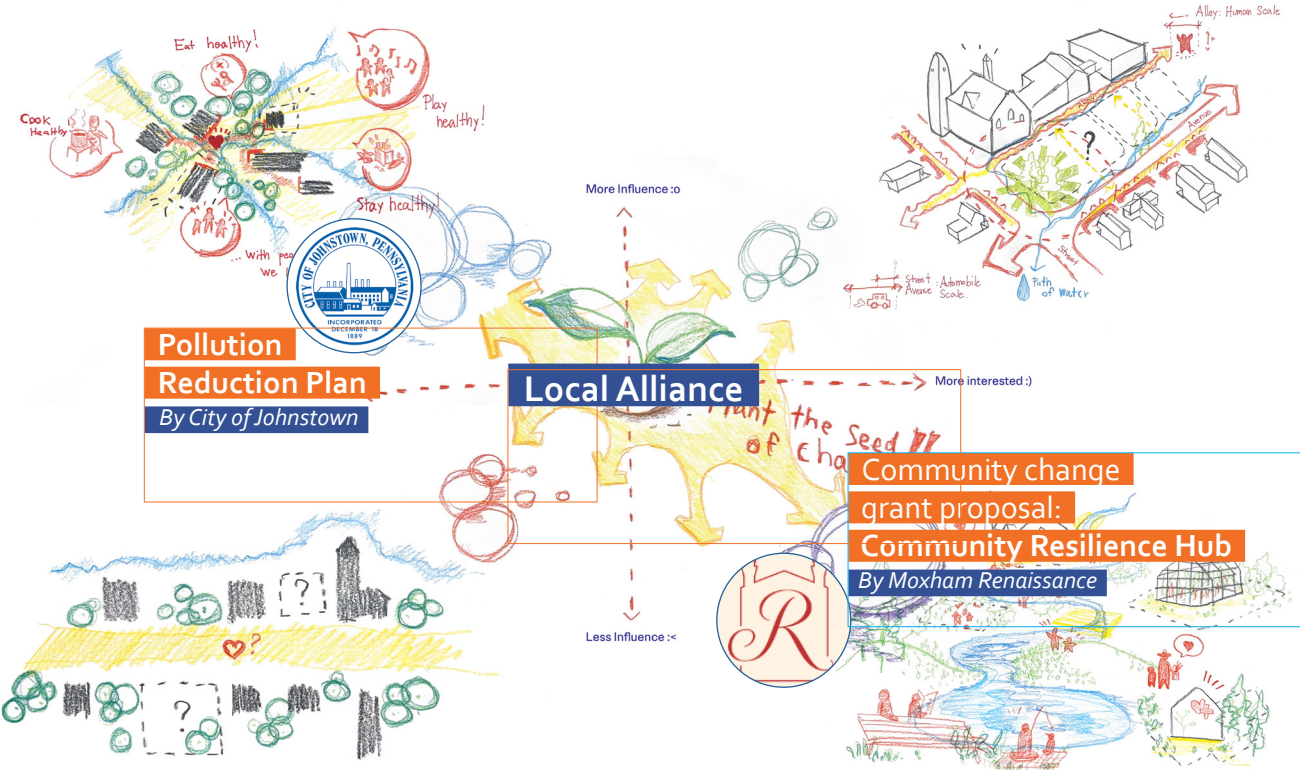 Eat healthy!
Cook
Healthy
Play
healthy!
Stay healthy!
... With
we
CITY OF JOHNSTOWN, PENNSYLVANIA
INCORPORATED
DECEMBER 18
1889
Alley: Human Scale
Alley
Avenue
?
Street
Path
of Water
Street
Avenue
: Automobile
Scale.
More Influence :o
Pollution
Reduction Plan
By City of Johnstown
Local Alliance
More interested :)
Plant the Seed !!
of
Community change
grant proposal:
Community Resilience Hub
By Moxham Renaissance
R
Less Influence :<
?
?
?